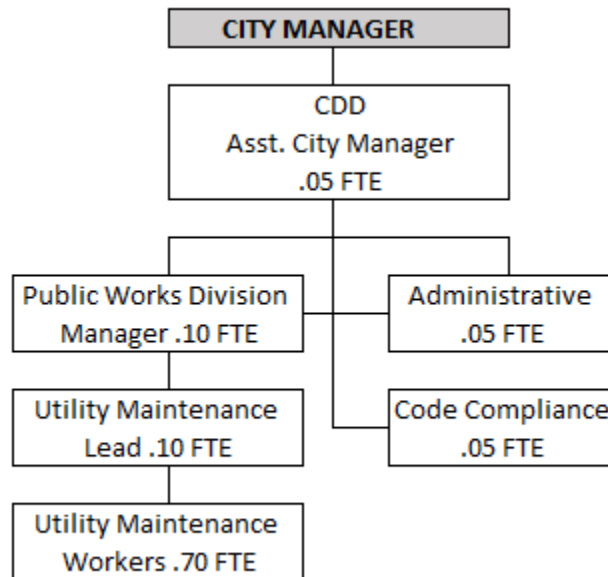 CITY MANAGER
CDD
Asst. City Manager
.05 FTE
Public Works Division
Manager .10 FTE
Administrative
.05 FTE
Utility Maintenance
Lead .10 FTE
Code Compliance
.05 FTE
Utility Maintenance
Workers .70 FTE